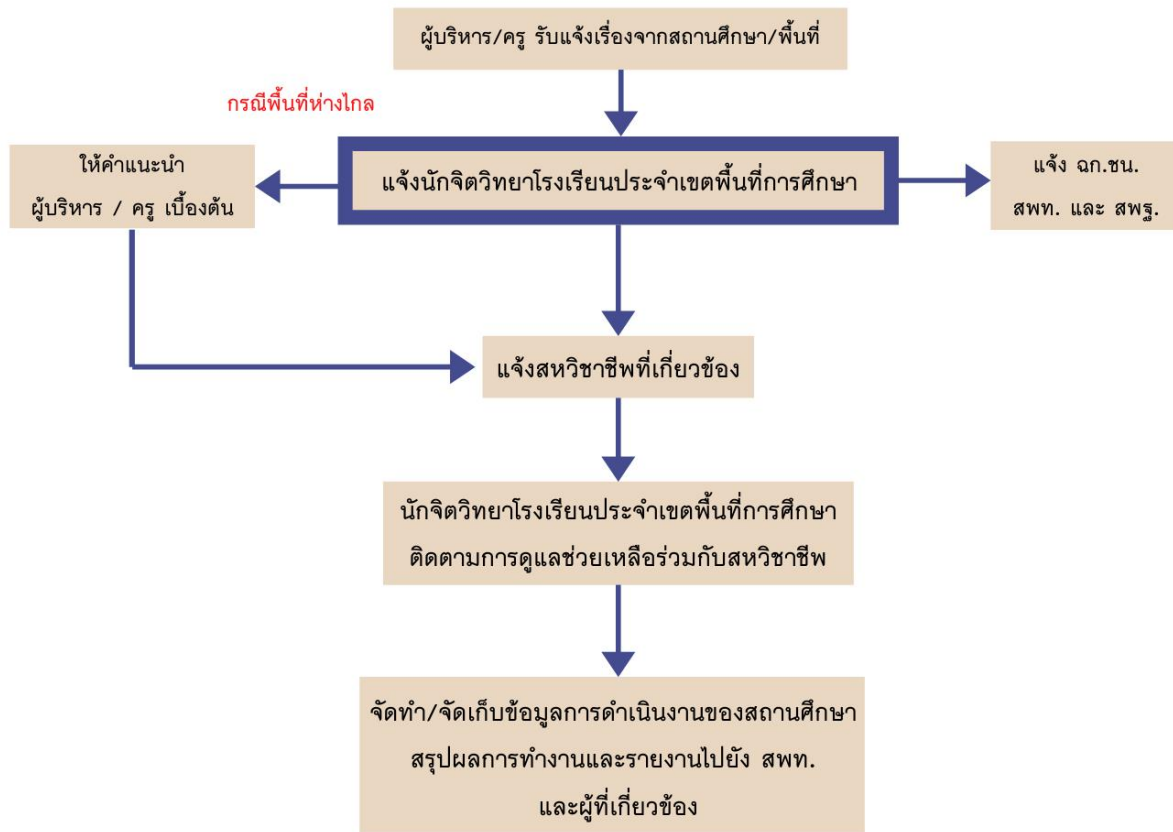 ผู้บริหาร/ครู รับแจ้งเรื่องจากสถานศึกษา/พื้นที่
กรณีพื้นที่ห่างไกล
ให้คำแนะนำ
ผู้บริหาร / ครู เบื้องต้น
แจ้งนักจิตวิทยาโรงเรียนประจำเขตพื้นที่การศึกษา
แจ้ง ฉก.ชน.
สพท. และ สพฐ.
แจ้งสหวิชาชีพที่เกี่ยวข้อง
นักจิตวิทยาโรงเรียนประจำเขตพื้นที่การศึกษา
ติดตามการดูแลช่วยเหลือร่วมกับสหวิชาชีพ
จัดทำ/จัดเก็บข้อมูลการดำเนินงานของสถานศึกษา
สรุปผลการทำงานและรายงานไปยัง สพท.
และผู้ที่เกี่ยวข้อง